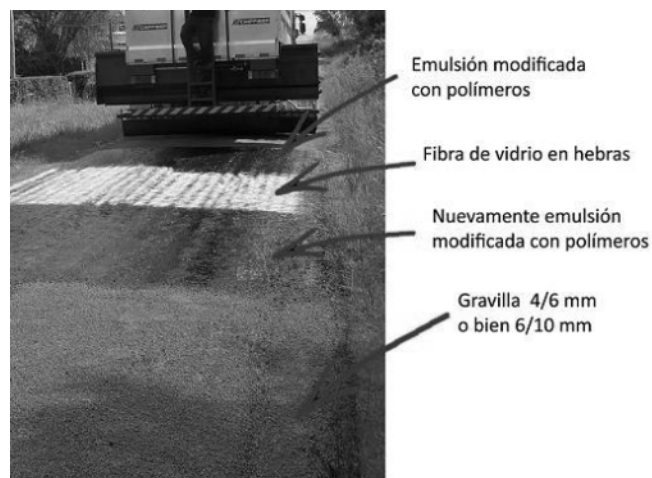 Emulsión modificada
con polímeros
Fibra de vidrio en hebras
Nuevamente emulsión
modificada con polímeros
Gravilla 4/6 mm
o bien 6/10 mm